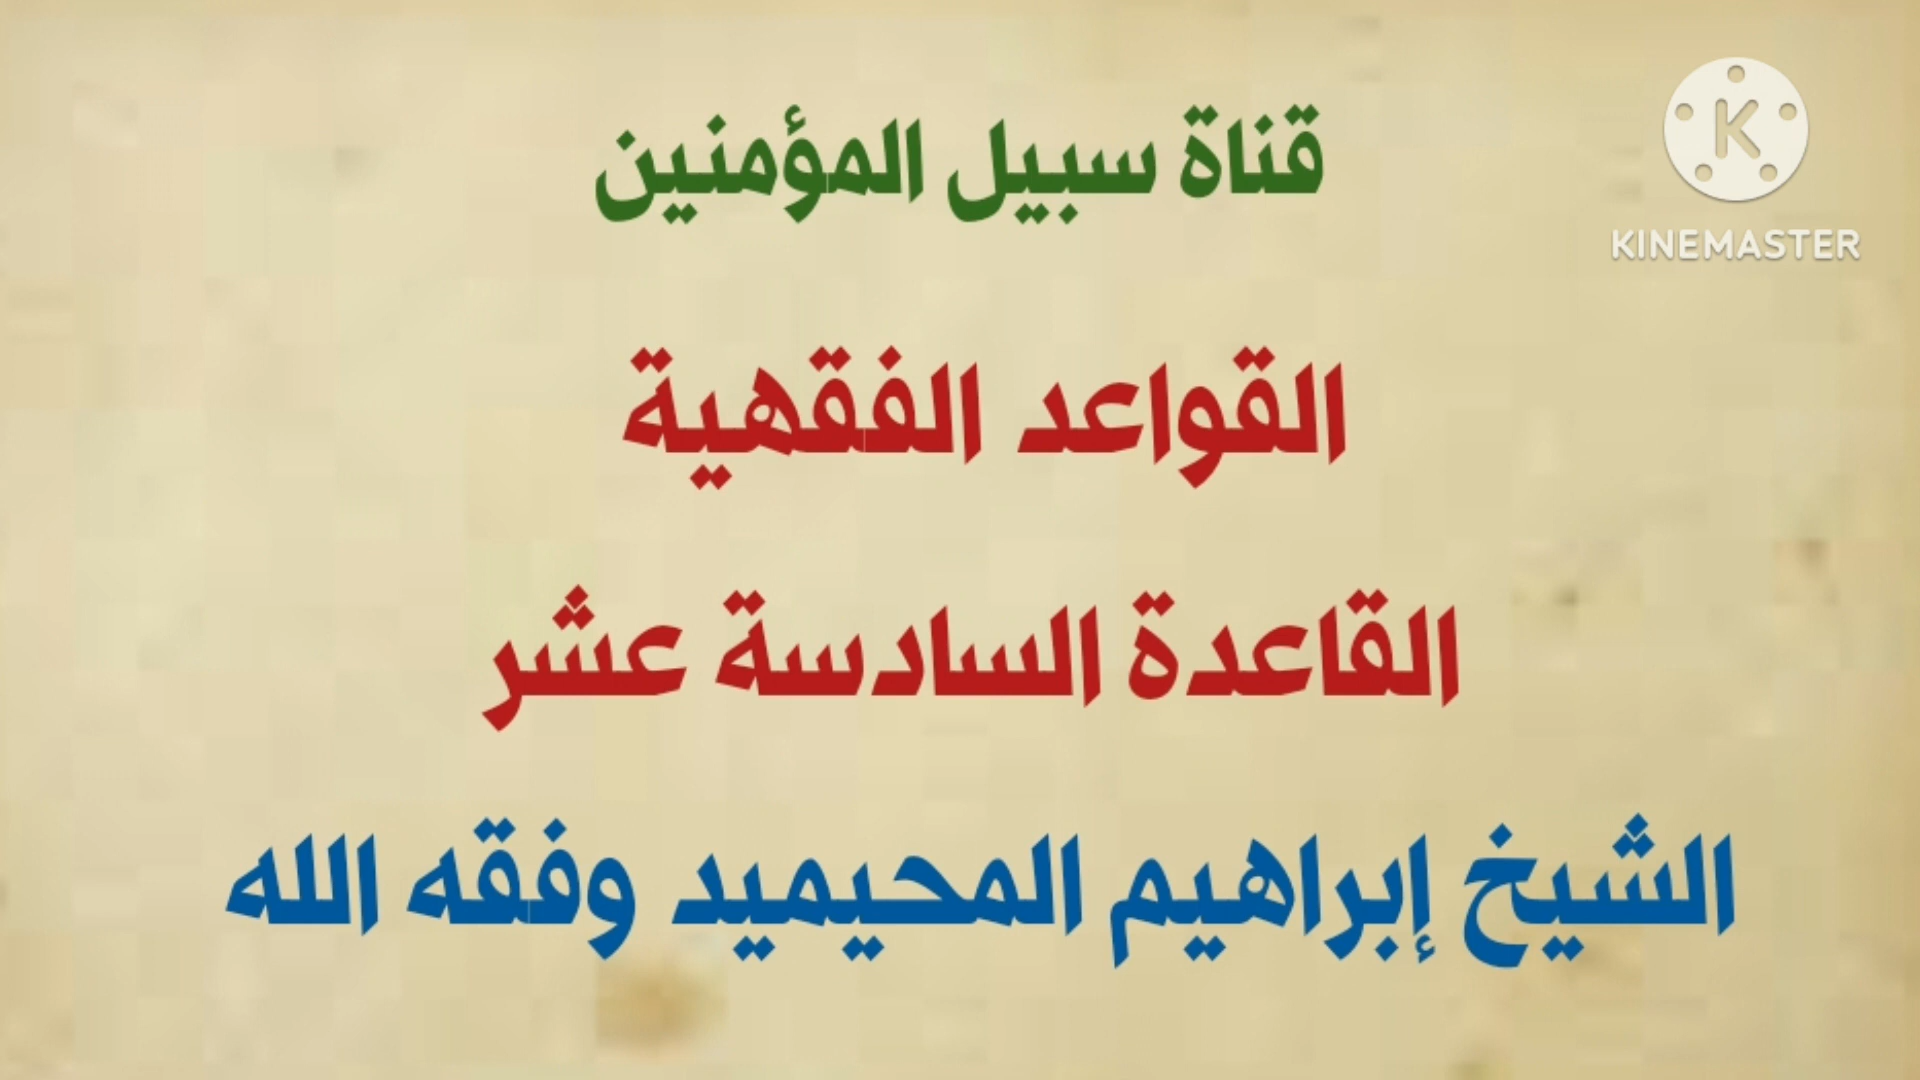 قناة سبيل المؤمنين
KINEMASTER
القواعد الفقهية
القاعدة السادسة عشر
الشيخ إبراهيم المحيميد وفقه الله